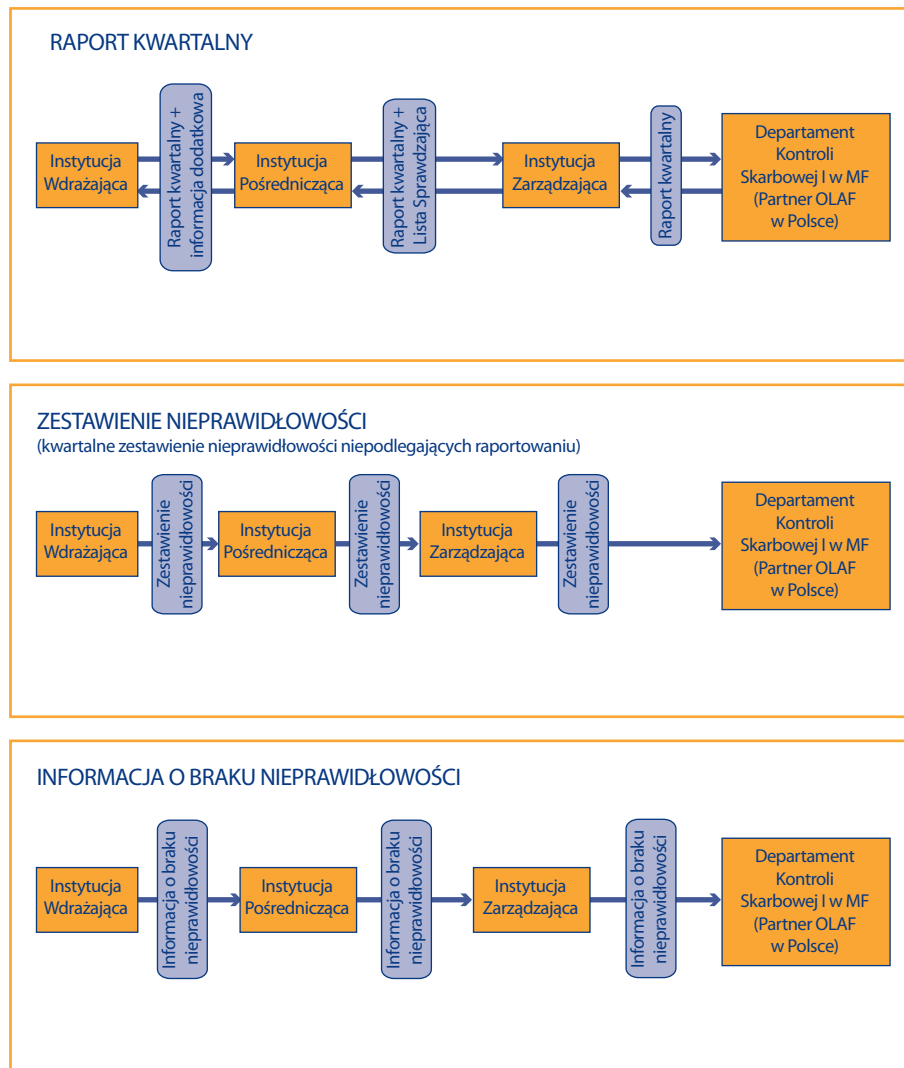 RAPORT KWARTALNY
Instytucja
Wdrażająca
Raport kwartalny +
informacja dodatkowa
Instytucja
Pośrednicząca
Raport kwartalny +
Lista Sprawdzająca
Instytucja
Zarządzająca
Raport kwartalny
Departament
Kontroli
Skarbowej I w MF
(Partner OLAF
w Polsce)
ZESTAWIENIE NIEPRAWIDŁOWOŚCI
(kwartalne zestawienie nieprawidłowości niepodlegających raportowaniu)
Instytucja
Wdrażająca
Zestawienie
nieprawidłowości
Instytucja
Pośrednicząca
Zestawienie
nieprawidłowości
Instytucja
Zarządzająca
Zestawienie
nieprawidłowości
Departament
Kontroli
Skarbowej I w MF
(Partner OLAF
w Polsce)
INFORMACJA O BRAKU NIEPRAWIDŁOWOŚCI
Instytucja
Wdrażająca
Informacja o braku
nieprawidłowości
Instytucja
Pośrednicząca
Informacja o braku
nieprawidłowości
Instytucja
Zarządzająca
Informacja o braku
nieprawidłowości
Departament
Kontroli
Skarbowej I w MF
(Partner OLAF
w Polsce)